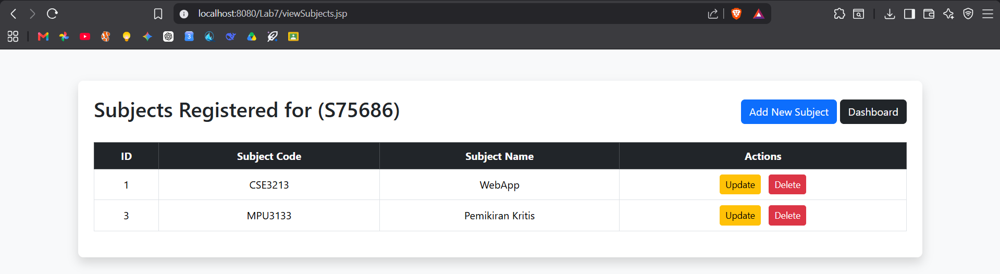 localhost:8080/Lab7/viewSubjects.jsp
3
Subjects Registered for (S75686)
Add New Subject
Dashboard
ID Subject Code Subject Name Actions
1 CSE3213 WebApp Update Delete
3 MPU3133 Pemikiran Kritis Update Delete